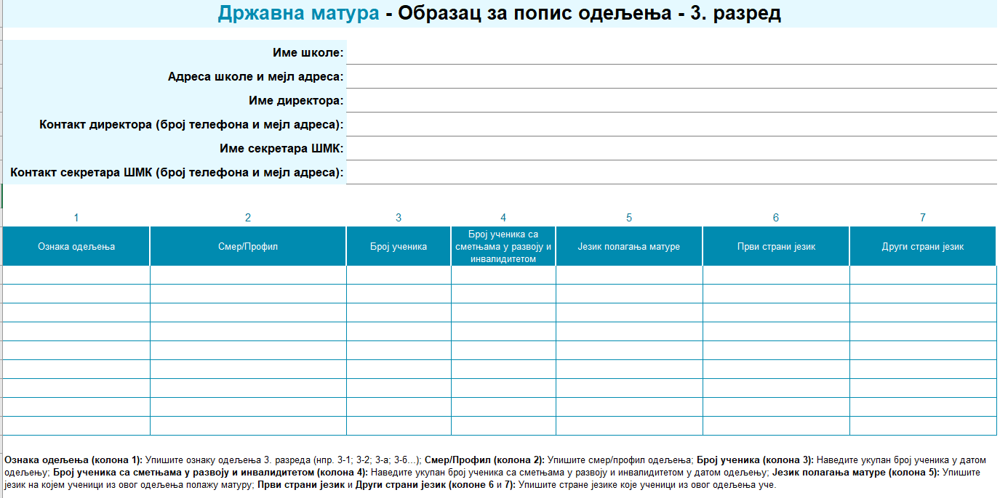 Државна матура - Образац за попис одељења - 3. разред
Име школе:
Адреса школе и мејл адреса:
Име директора:
Контакт директора (број телефона и мејл адреса):
Име секретара ШМК:
Контакт секретара ШМК (број телефона и мејл адреса):
1 2 3 4 5 6 7
Ознака одељења
Смер/Профил
Број ученика
Број ученика са
сметњама у развоју и
инвалидитетом
Језик полагања матуре
Први страни језик
Други страни језик
Ознака одељења (колона 1): Упишите ознаку одељења 3. разреда (нпр. 3-1; 3-2; 3-а; 3-б...); Смер/Профил (колона 2): Упишите смер/профил одељења; Број ученика (колона 3): Наведите укупан број ученика у датом
одељењу; Број ученика са сметњама у развоју и инвалидитетом (колона 4): Наведите укупан број ученика са сметњама у развоју и инвалидитетом у датом одељењу; Језик полагања матуре (колона 5): Упишите
језик на којем ученици из овог одељења полажу матуру; Први страни језик и Други страни језик (колоне 6 и 7): Упишите стране језике које ученици из овог одељења уче.